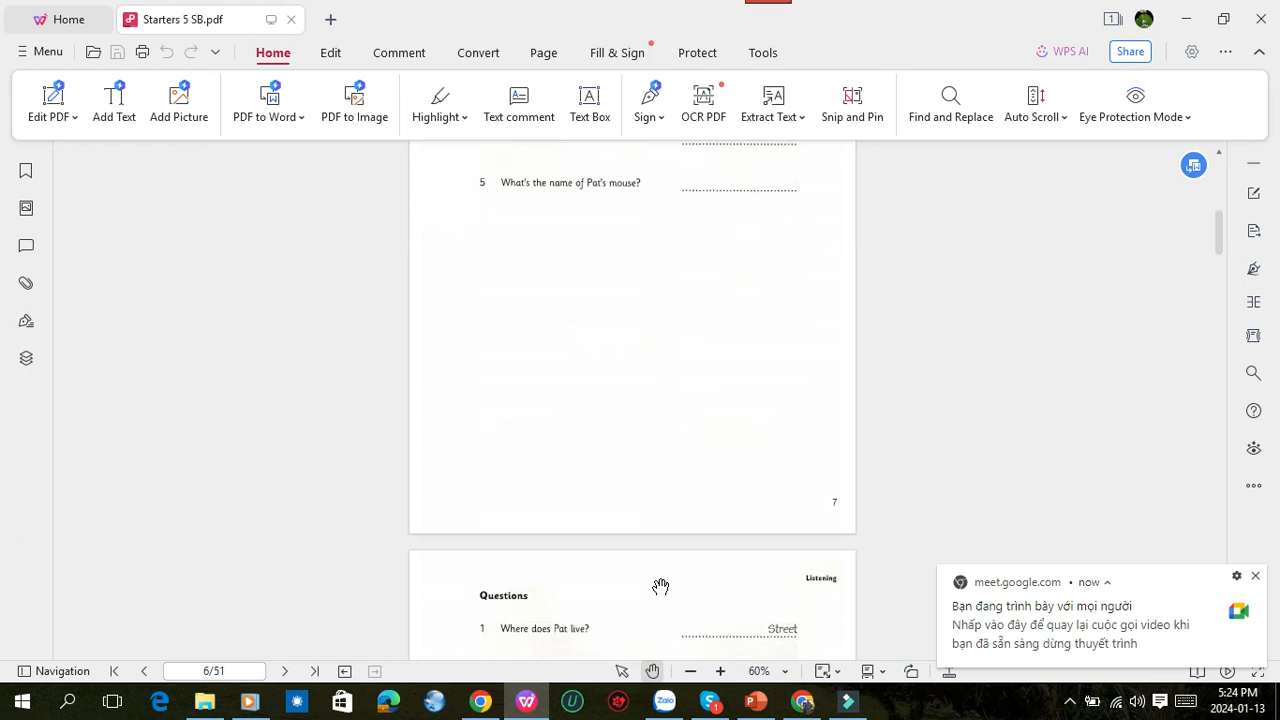 Home
Starters 5 SB.pdf
Menu
Home
Edit
Comment
Convert
Page
Fill & Sign
Protect
Tools
WPS AI
Share
Edit PDF
Add Text
Add Picture
PDF to Word
PDF to Image
Highlight
Text comment
Text Box
Sign
OCR PDF
Extract Text
Snip and Pin
Find and Replace
Auto Scroll
Eye Protection Mode
5 What's the name of Pat's mouse?
7
Listening
Questions
1 Where does Pat live? Street
meet.google.com • now
Bạn đang trình bày với mọi người
Nhấp vào đây để quay lại cuộc gọi video khi
bạn đã sẵn sàng dừng thuyết trình
Navigation
6/51
60%
Zalo
1
5:24 PM
2024-01-13